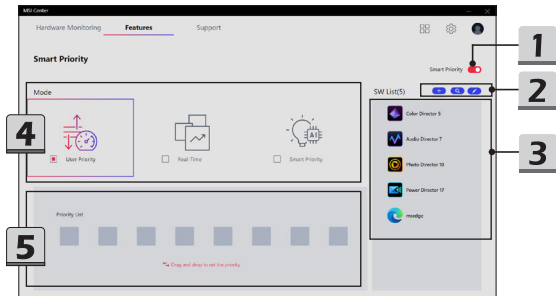 MSI Center
Hardware Monitoring Features Support
Smart Priority
Smart Priority
1
Mode
SW List(5)
2
Color Director 5
4
Audio Director 7
3
User Priority Real-Time Smart Priority
Photo Director 10
Power Director 17
msedge
Priority List
5
Drag and drop to set the priority.